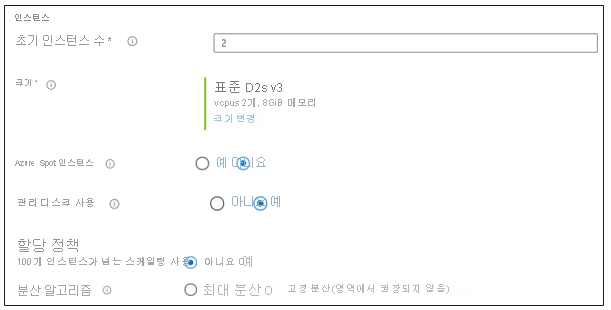 인스턴스
초기 인스턴스 수 * 2
크기 * 표준 D2s v3
vcpus 2개, 8GiB 메모리
크기 변경
Azure Spot 인스턴스 예 아니요
관리 디스크 사용 아니요 예
할당 정책
100개 인스턴스가 넘는 스케일링 사용 아니요 예
분산 알고리즘 최대 분산 고정 분산(영역에서 권장되지 않음)